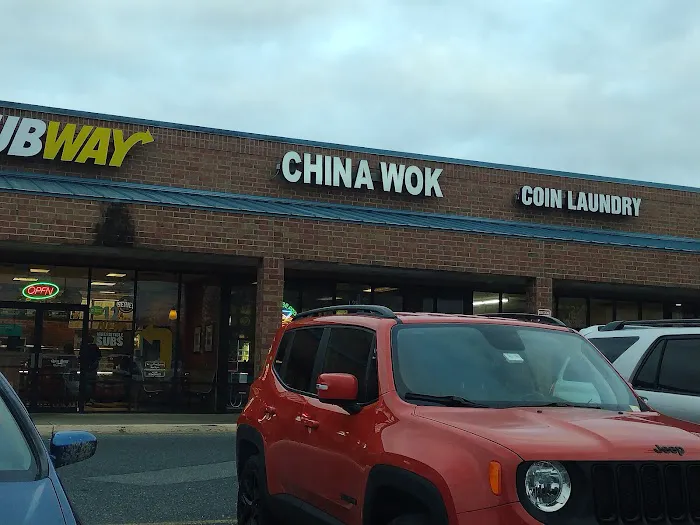 UBWAY
CHINA WOK
COIN LAUNDRY
OPEN
SUBS
Jeep